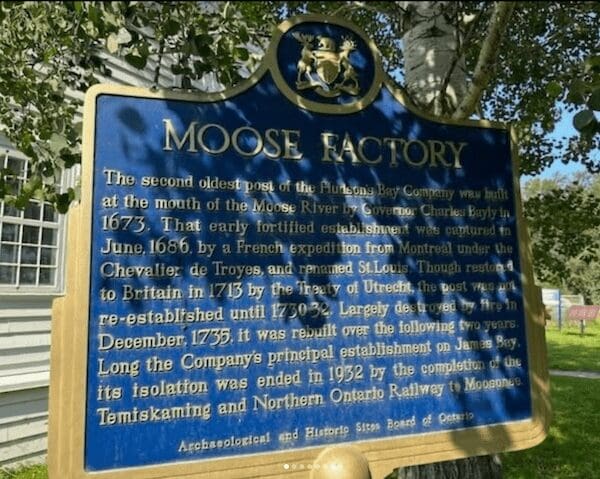 MOOSE FACTORY
The second oldest post of the Hudson's Bay Company was built
at the mouth of the Moose River by Governor Charles Bayly in
1673. That early fortified establishment was captured in
June, 1686, by a French expedition from Montreal under the
Chevalier de Troyes, and renamed St. Louis. Though restored
to Britain in 1713 by the Treaty of Utrecht, the post was not
re-established until 1730-32. Largely destroyed by fire in
December, 1735, it was rebuilt over the following two years.
Long the Company's principal establishment on James Bay,
its isolation was ended in 1932 by the completion of the
Temiskaming and Northern Ontario Railway to Moosonee.
Archaeological and Historic Sites Board of Ontario